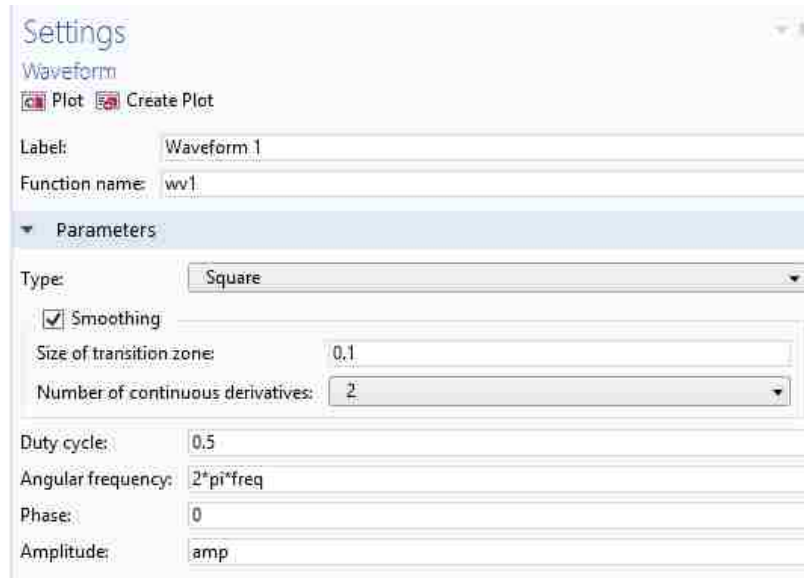 Settings
Waveform
Plot Create Plot
Label: Waveform 1
Function name: wv1
Parameters
Type: Square
Smoothing
Size of transition zone: 0.1
Number of continuous derivatives: 2
Duty cycle: 0.5
Angular frequency: 2*pi*freq
Phase: 0
Amplitude: amp